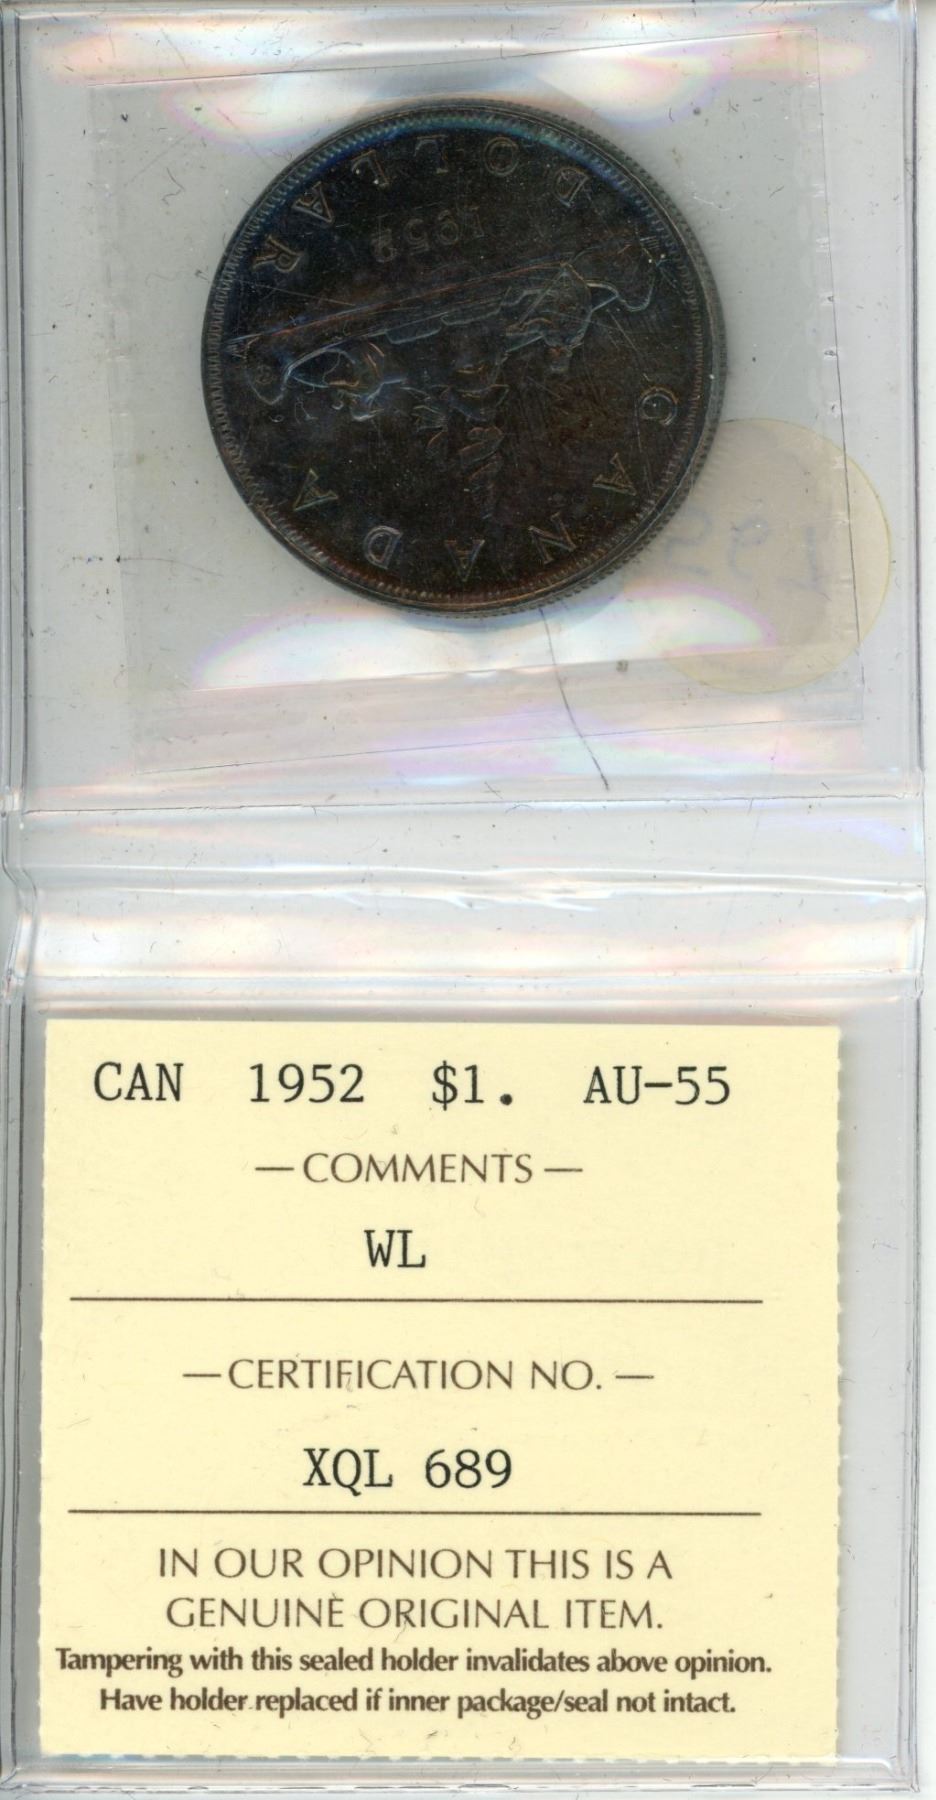 CANADA
1952
DOLLAR
195
CAN 1952 $1. AU-55
— COMMENTS —
WL
— CERTIFICATION NO. —
XQL 689
IN OUR OPINION THIS IS A
GENUINE ORIGINAL ITEM.
Tampering with this sealed holder invalidates above opinion.
Have holder replaced if inner package/seal not intact.